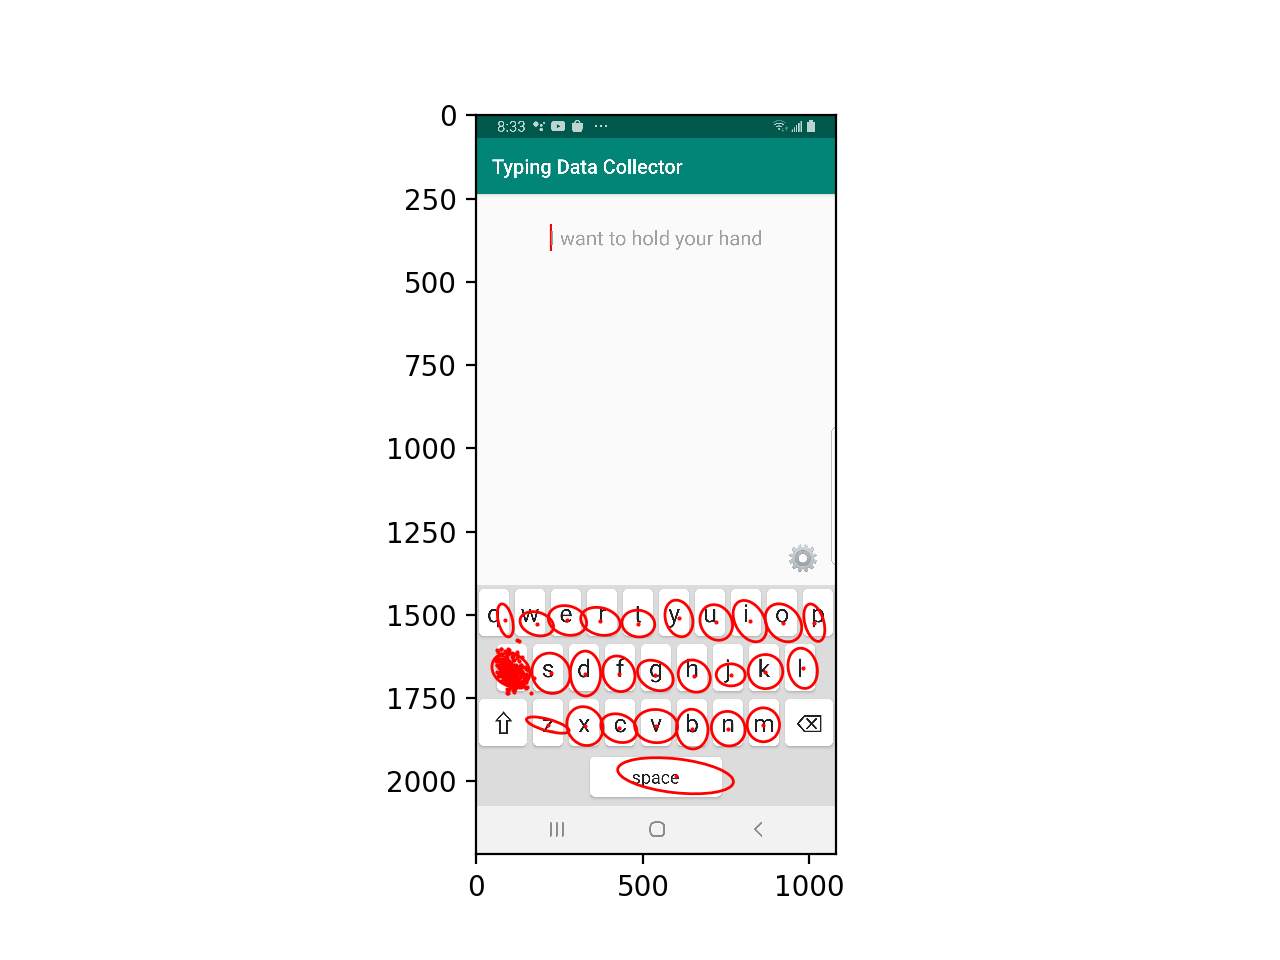 8:33
Typing Data Collector
want to hold your hand
q w e r t y u i o p
s d f g h j k l
z x c v b n m
space
0
250
500
750
1000
1250
1500
1750
2000
0 500 1000